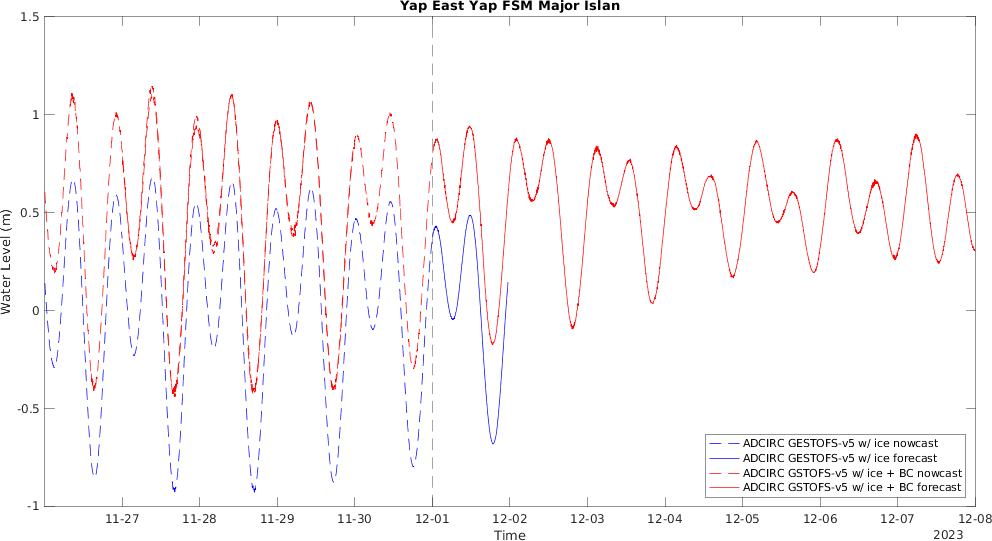 Yap East Yap FSM Major Islan
1.5
1
0.5
0
-0.5
-1
Water Level (m)
ADCIRC GESTOFS-v5 w/ ice nowcast
ADCIRC GESTOFS-v5 w/ ice forecast
ADCIRC GSTOFS-v5 w/ ice + BC nowcast
ADCIRC GSTOFS-v5 w/ ice + BC forecast
11-27 11-28 11-29 11-30 12-01 12-02 12-03 12-04 12-05 12-06 12-07 12-08
Time
2023